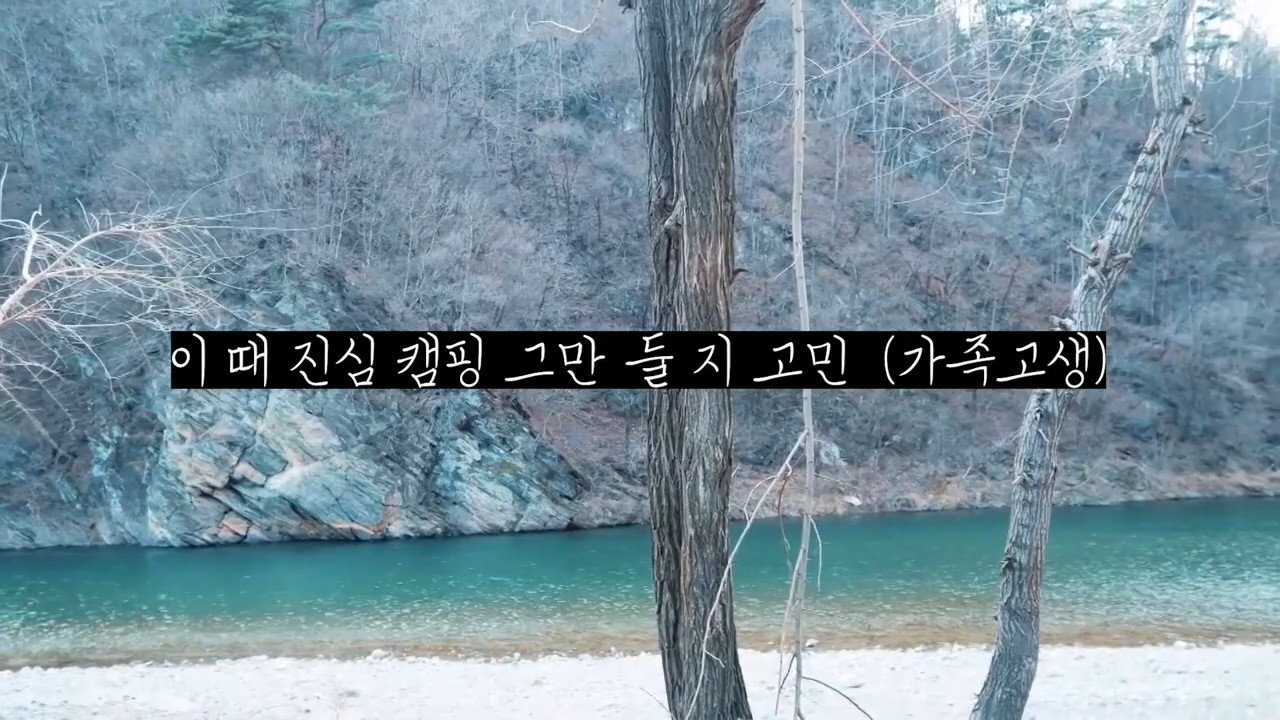 이 때 진심 캠핑 그만 둘 지 고민 (가족고생)